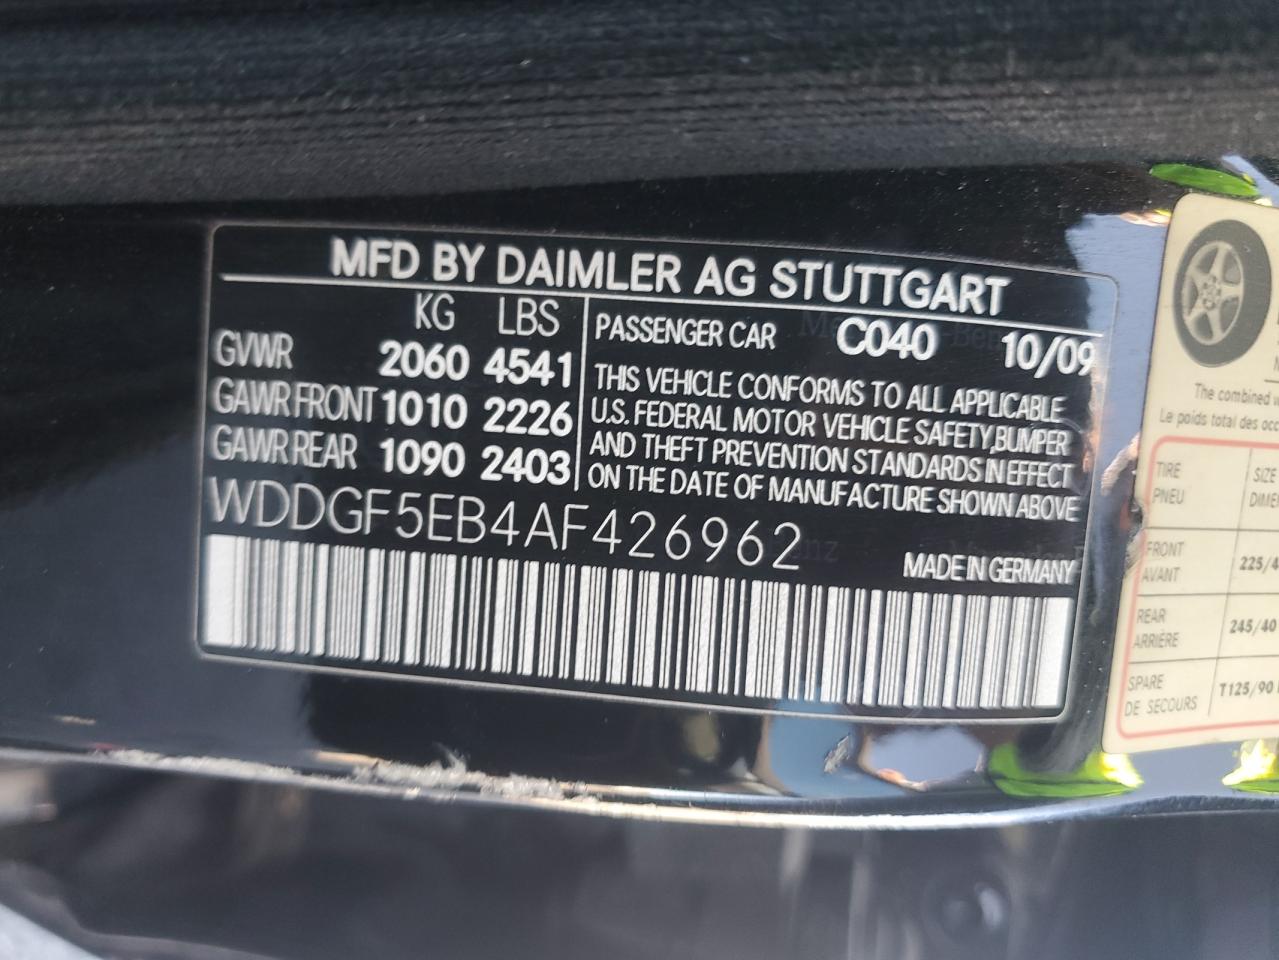 MFD BY DAIMLER AG STUTTGART
KG LBS
GVWR 2060 4541
GAWR FRONT 1010 2226
GAWR REAR 1090 2403
PASSENGER CAR C040 10/09
THIS VEHICLE CONFORMS TO ALL APPLICABLE
U.S. FEDERAL MOTOR VEHICLE SAFETY,BUMPER
AND THEFT PREVENTION STANDARDS IN EFFECT
ON THE DATE OF MANUFACTURE SHOWN ABOVE
WDDGF5EB4AF426962
MADE IN GERMANY
The combined
Le poids total des
TIRE SIZE
PNEU
FRONT
AVANT
REAR 245/40
ARRIÈRE
SPARE T125/90
DE SECOURS